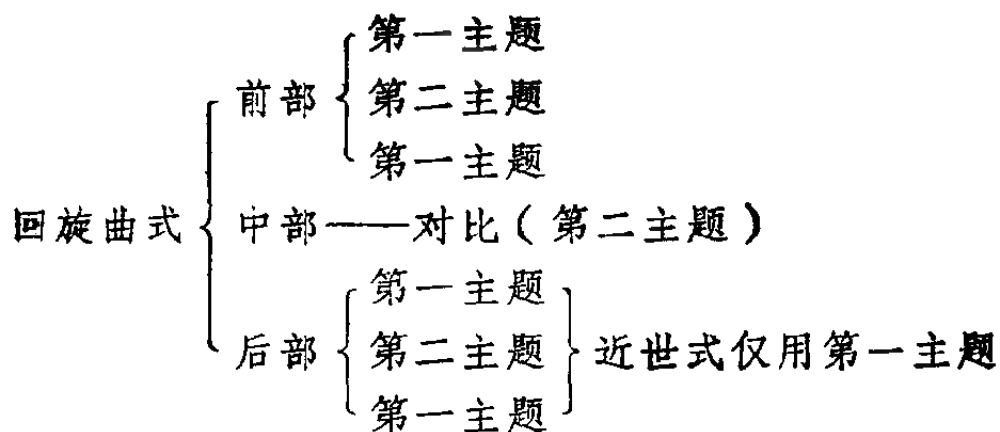 第一主题
前部
第二主题
第一主题
回旋曲式
中部——对比（第二主题）
第一主题
后部
第二主题
近世式仅用第一主题
第一主题